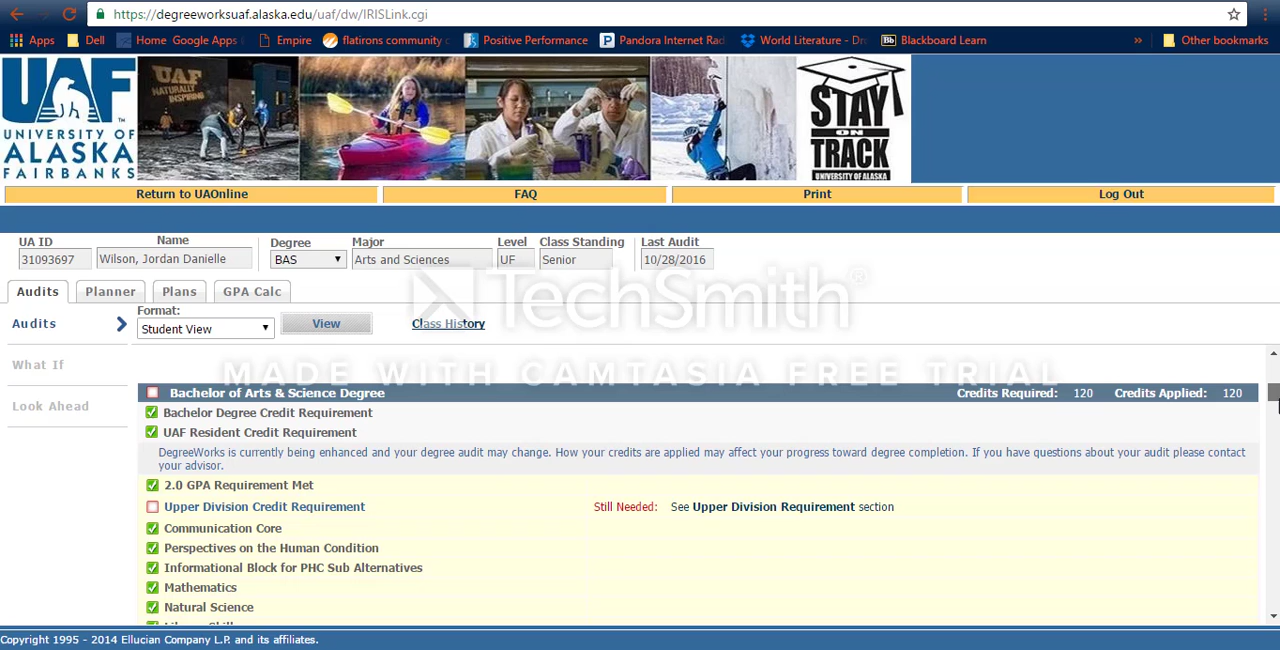 https://degreeworksuaf.alaska.edu/uaf/dw/IRISLink.cgi
Apps Dell Home Google Apps Empire flatirons community c Positive Performance Pandora Internet Rad World Literature - Dro Blackboard Learn » Other bookmarks
UAF
UNIVERSITY OF
ALASKA
FAIRBANKS
UAF
NATURALLY
INSPIRING
STAY
ON
TRACK
UNIVERSITY OF ALASKA
Return to UAOnline FAQ Print Log Out
UA ID Name Degree Major Level Class Standing Last Audit
31093697 Wilson, Jordan Danielle BAS Arts and Sciences UF Senior 10/28/2016
TechSmith®
Audits Planner Plans GPA Calc
Format:
Audits Student View View Class History
What If
MADE WITH CAMTASIA FREE TRIAL
Look Ahead
Bachelor of Arts & Science Degree Credits Required: 120 Credits Applied: 120
Bachelor Degree Credit Requirement
UAF Resident Credit Requirement
DegreeWorks is currently being enhanced and your degree audit may change. How your credits are applied may affect your progress toward degree completion. If you have questions about your audit please contact
your advisor.
2.0 GPA Requirement Met
Upper Division Credit Requirement Still Needed: See Upper Division Requirement section
Communication Core
Perspectives on the Human Condition
Informational Block for PHC Sub Alternatives
Mathematics
Natural Science
Copyright 1995 - 2014 Ellucian Company L.P. and its affiliates.